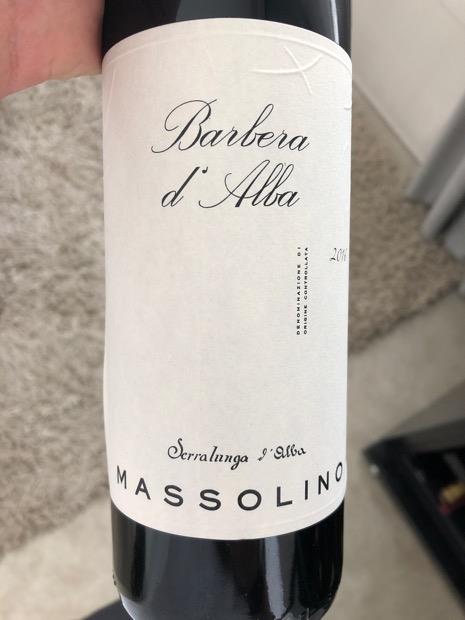 Barbera
d'Alba
DENOMINAZIONE DI
ORIGINE CONTROLLATA
Serralunga d'Alba
MASSOLINO